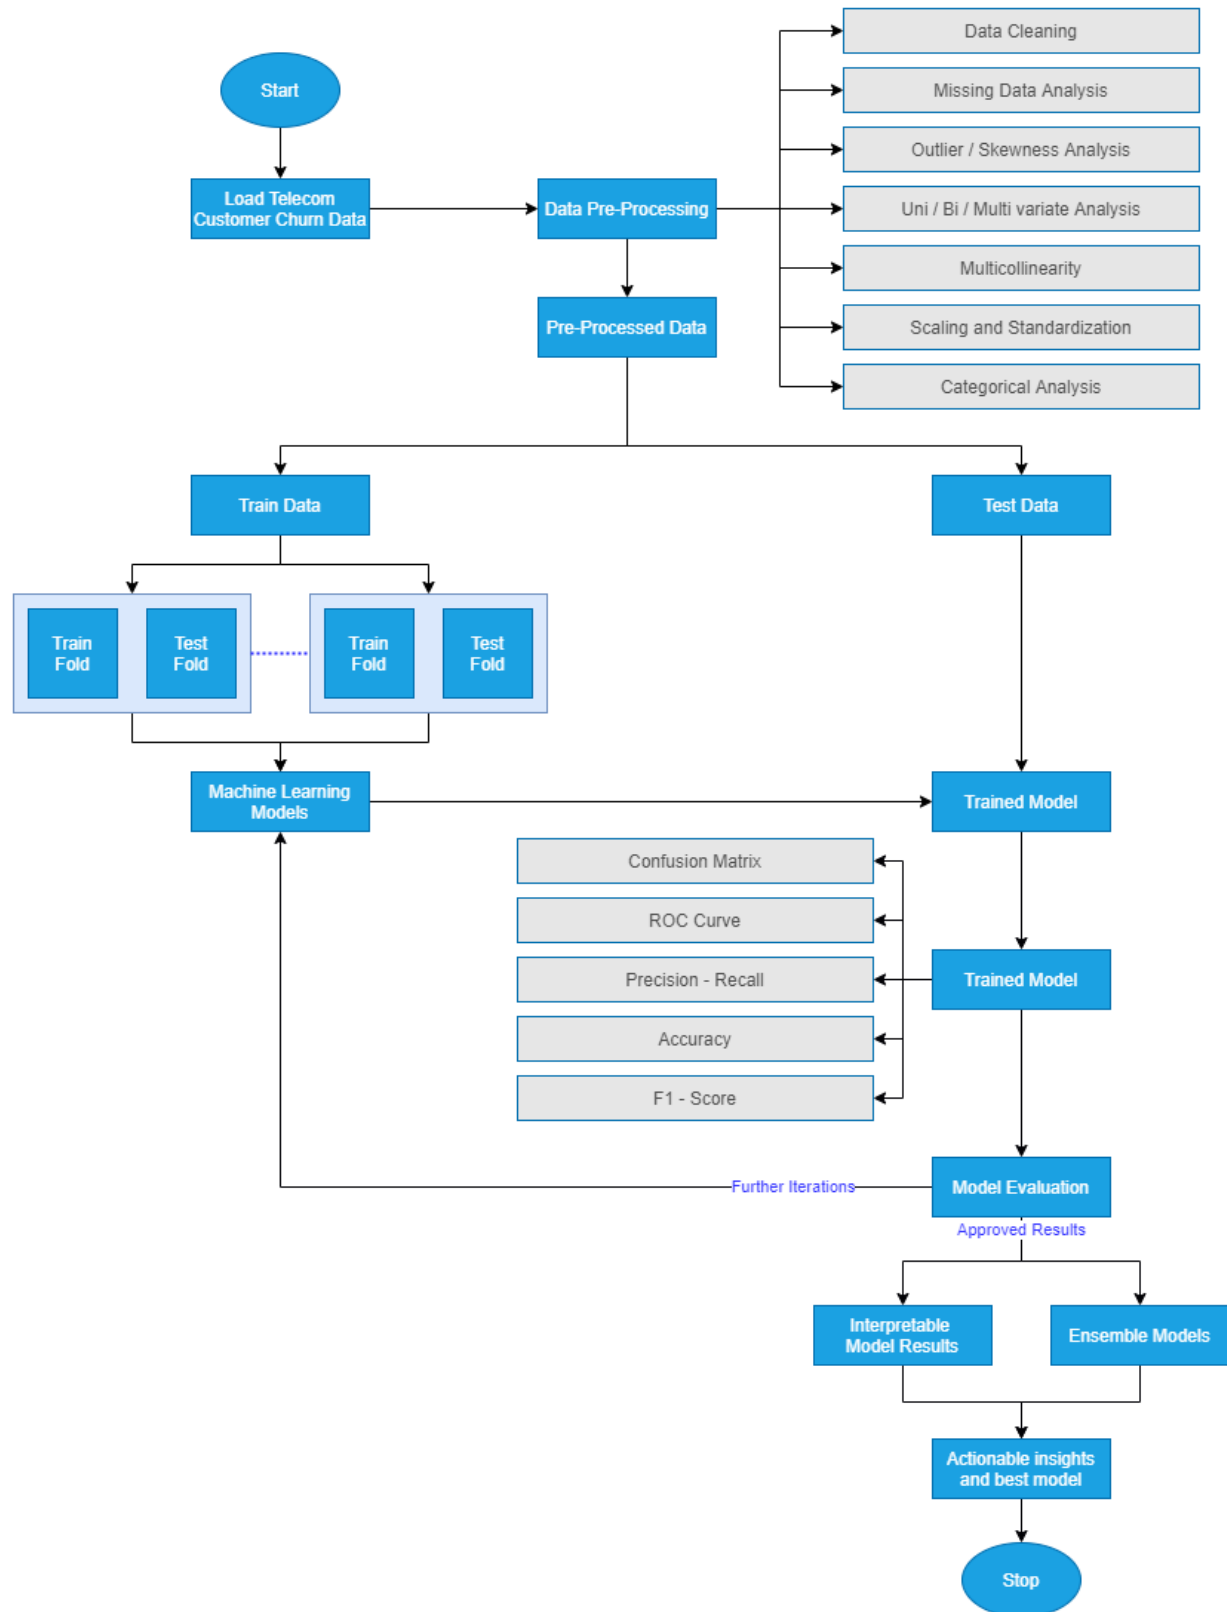 Start
Data Cleaning
Missing Data Analysis
Outlier / Skewness Analysis
Load Telecom
Customer Churn Data
Data Pre-Processing
Uni / Bi / Multi variate Analysis
Multicollinearity
Pre-Processed Data
Scaling and Standardization
Categorical Analysis
Train Data
Test Data
Train
Fold
Test
Fold
Train
Fold
Test
Fold
Machine Learning
Models
Trained Model
Confusion Matrix
ROC Curve
Precision - Recall
Trained Model
Accuracy
F1 - Score
Further Iterations
Model Evaluation
Approved Results
Interpretable
Model Results
Ensemble Models
Actionable insights
and best model
Stop